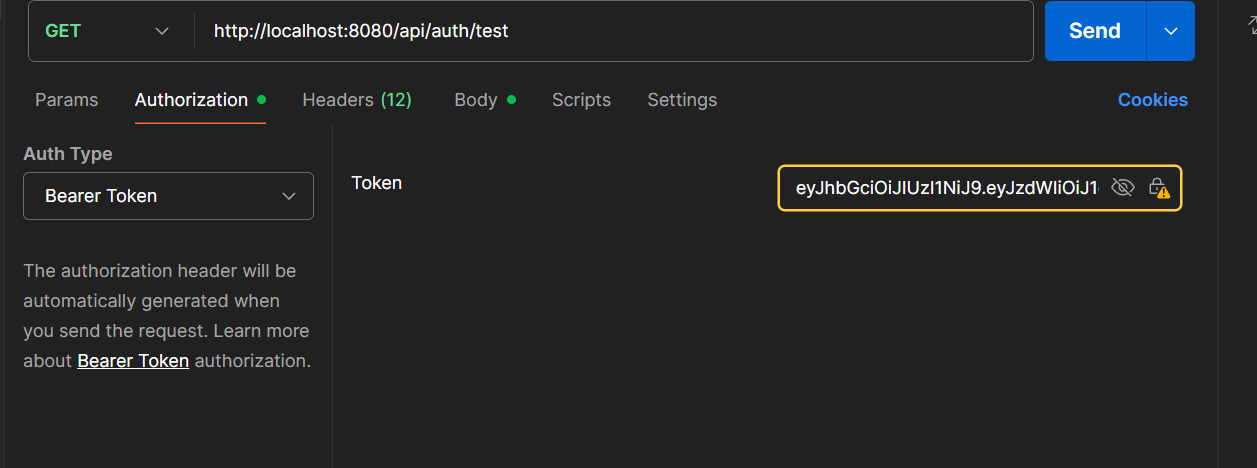 GET http://localhost:8080/api/auth/test Send
Params Authorization Headers (12) Body Scripts Settings Cookies
Auth Type
Bearer Token
Token eyJhbGciOiJIUzI1NiJ9.eyJzdWIiOiJ1
The authorization header will be
automatically generated when
you send the request. Learn more
about Bearer Token authorization.